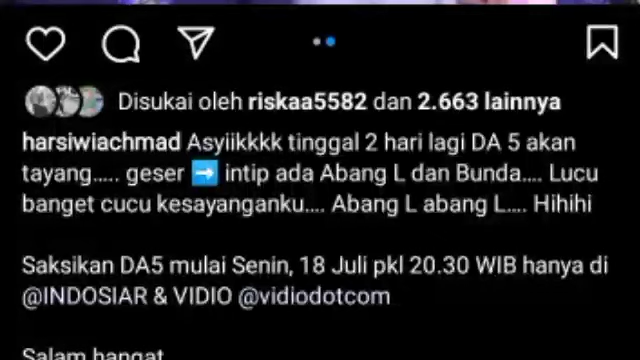 Disukai oleh riskaa5582 dan 2.663 lainnya
harsiwiachmad Asyiikkkk tinggal 2 hari lagi DA 5 akan
tayang..... geser ➡️ intip ada Abang L dan Bunda.... Lucu
banget cucu kesayanganku.... Abang L abang L.... Hihihi
Saksikan DA5 mulai Senin, 18 Juli pkl 20.30 WIB hanya di
@INDOSIAR & VIDIO @vidiodotcom
Salam hangat